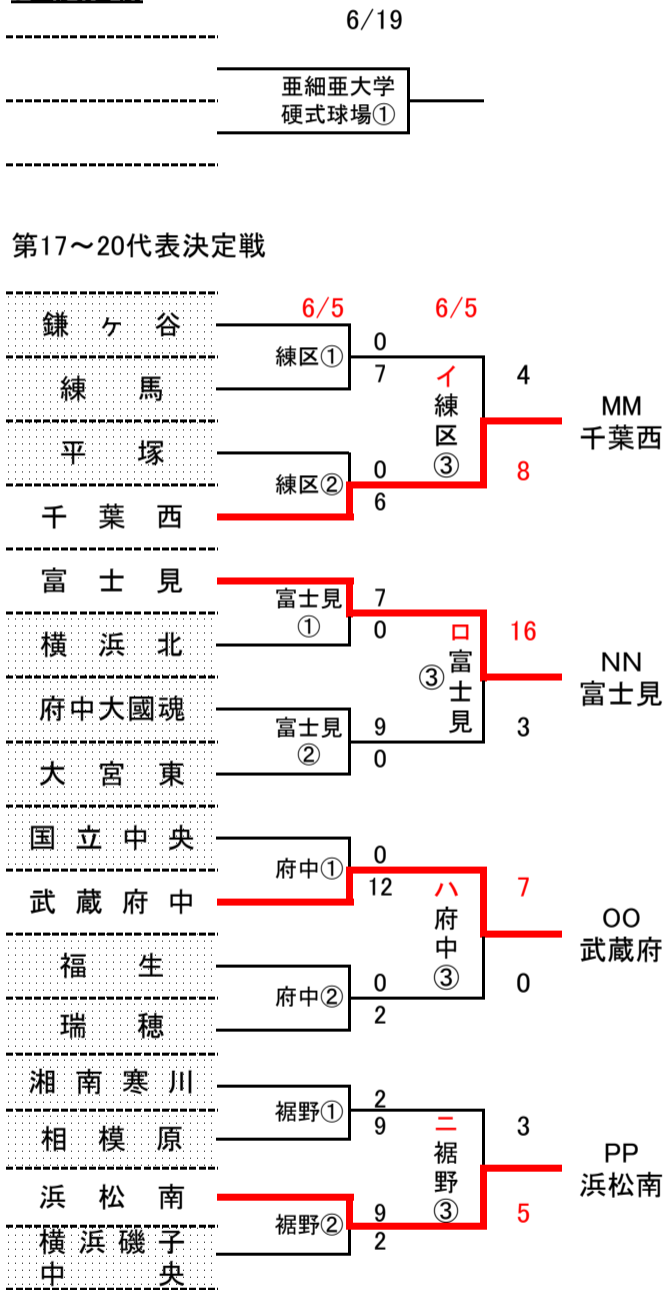 6/19
亜細亜大学
硬式球場①
第17～20代表決定戦
6/5 6/5
鎌ヶ谷
練馬
練区①
0
7
平塚
千葉西
練区②
0
6
イ
練区③
4
8
MM
千葉西
富士見
横浜北
富士見
①
7
0
府中大國魂
大宮東
富士見
②
9
0
ロ
富士見
③
16
3
NN
富士見
国立中央
武蔵府中
府中①
0
12
福生
瑞穂
府中②
0
2
ハ
府中③
7
0
OO
武蔵府
湘南寒川
相模原
裾野①
2
9
浜松南
横浜磯子
中央
裾野②
9
2
ニ
裾野③
3
5
PP
浜松南